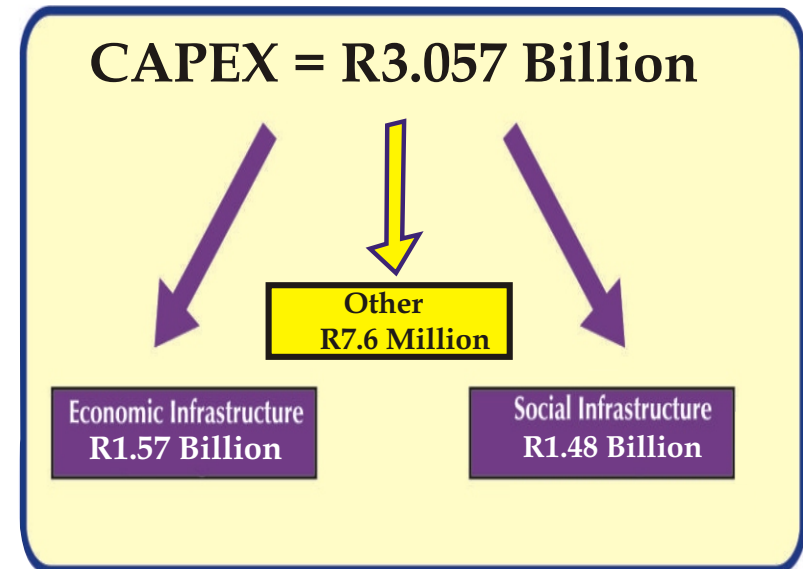 CAPEX = R3.057 Billion
Other
R7.6 Million
Economic Infrastructure
R1.57 Billion
Social Infrastructure
R1.48 Billion